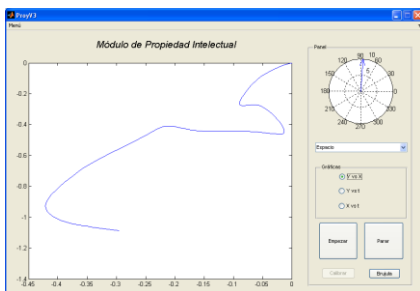 ProyV3
Menú
Módulo de Propiedad Intelectual
0
-0.2
-0.4
-0.6
-0.8
-1
-1.2
-1.4
-0.45 -0.4 -0.35 -0.3 -0.25 -0.2 -0.15 -0.1 -0.05 0
Panel
90 10
120 60
5
150 30
180 0
210 330
240 300
270
Espacio
Gráficas
Y vs X
Y vs t
X vs t
Empezar Parar
Calibrar Brujula